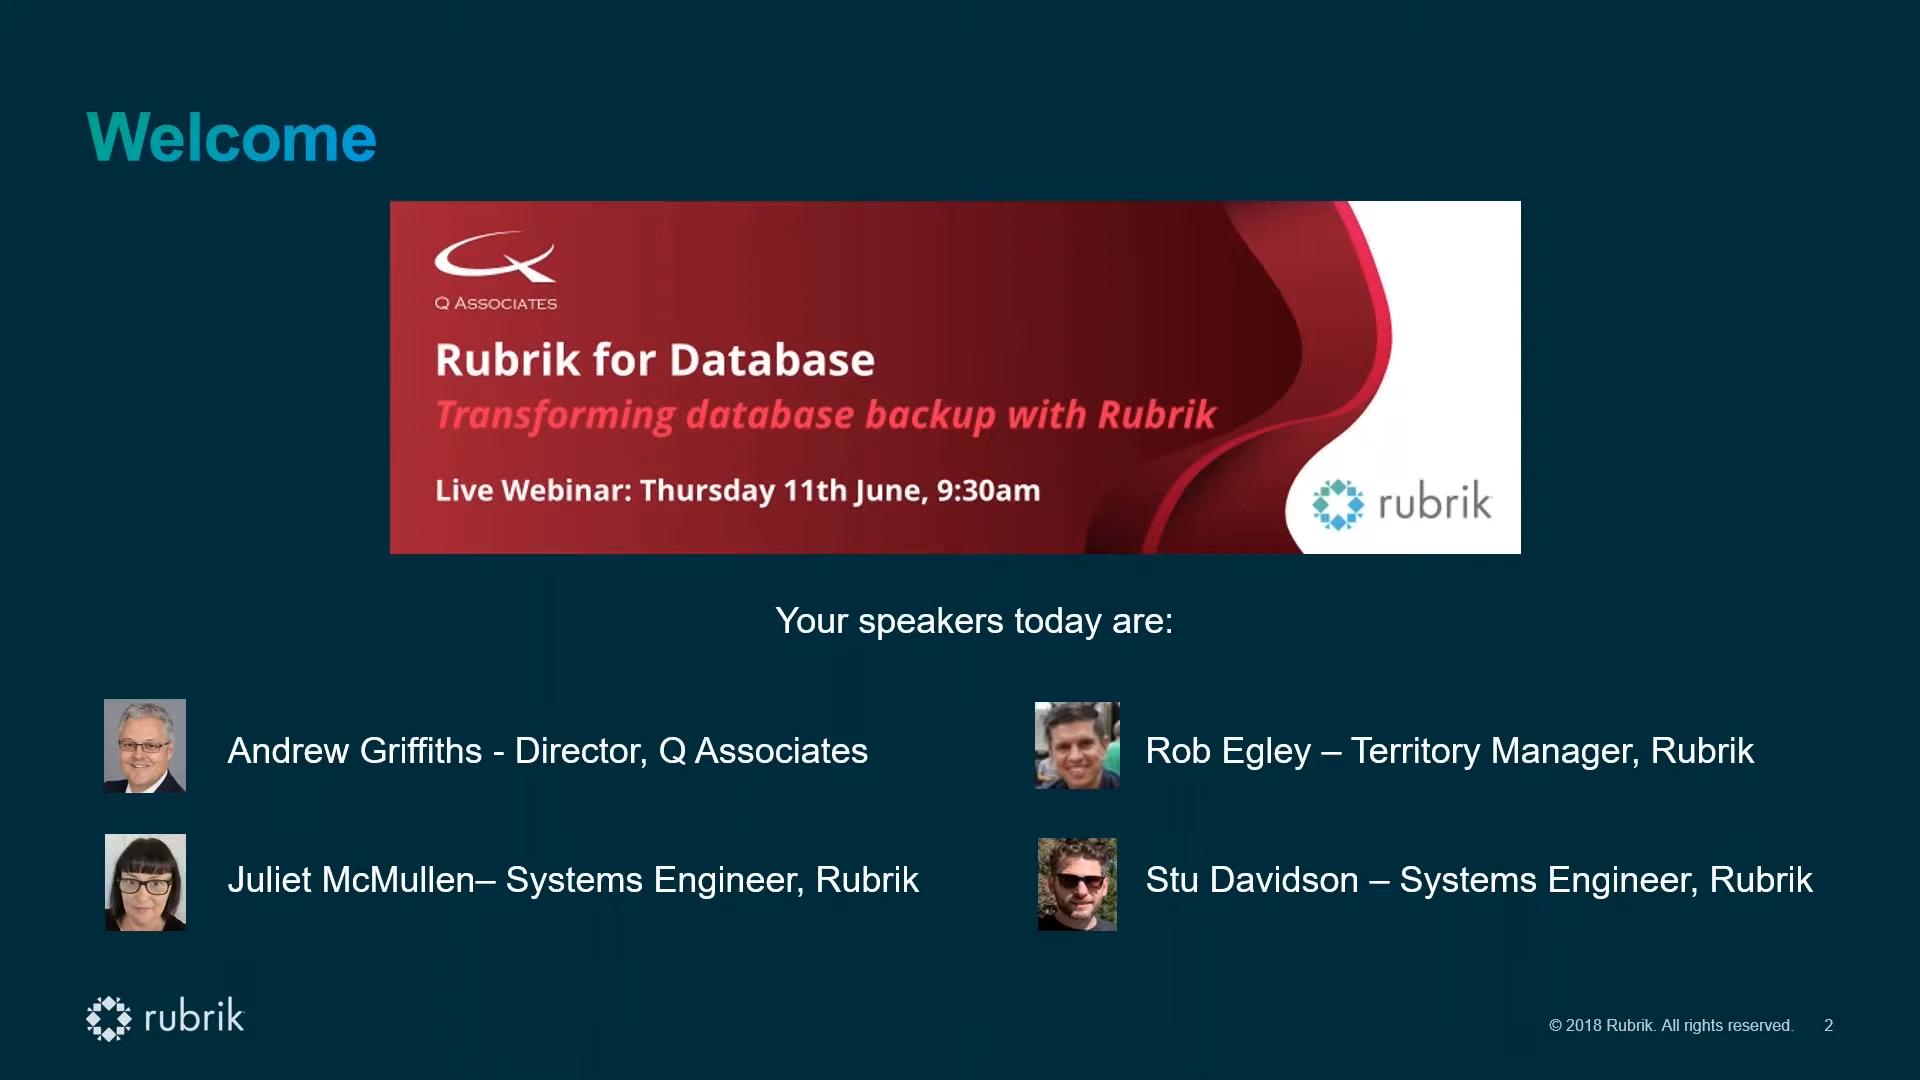 Welcome
Q ASSOCIATES
Rubrik for Database
Transforming database backup with Rubrik
Live Webinar: Thursday 11th June, 9:30am
rubrik
Your speakers today are:
Andrew Griffiths - Director, Q Associates
Rob Egley – Territory Manager, Rubrik
Juliet McMullen– Systems Engineer, Rubrik
Stu Davidson – Systems Engineer, Rubrik
rubrik
© 2018 Rubrik. All rights reserved. 2